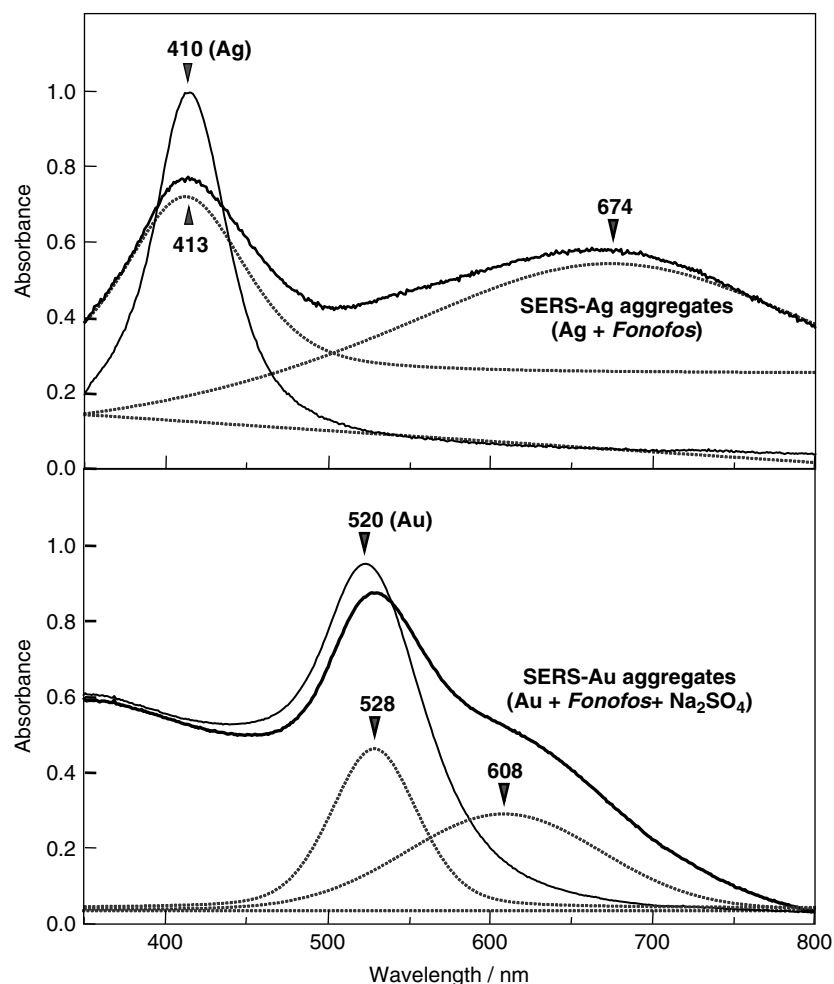 410 (Ag)
1.0
0.8
0.6
0.4
0.2
0.0
Absorbance
413
674
SERS-Ag aggregates
(Ag + Fonofos)
520 (Au)
1.0
0.8
0.6
0.4
0.2
0.0
Absorbance
528
608
SERS-Au aggregates
(Au + Fonofos+ Na₂SO₄)
400 500 600 700 800
Wavelength / nm